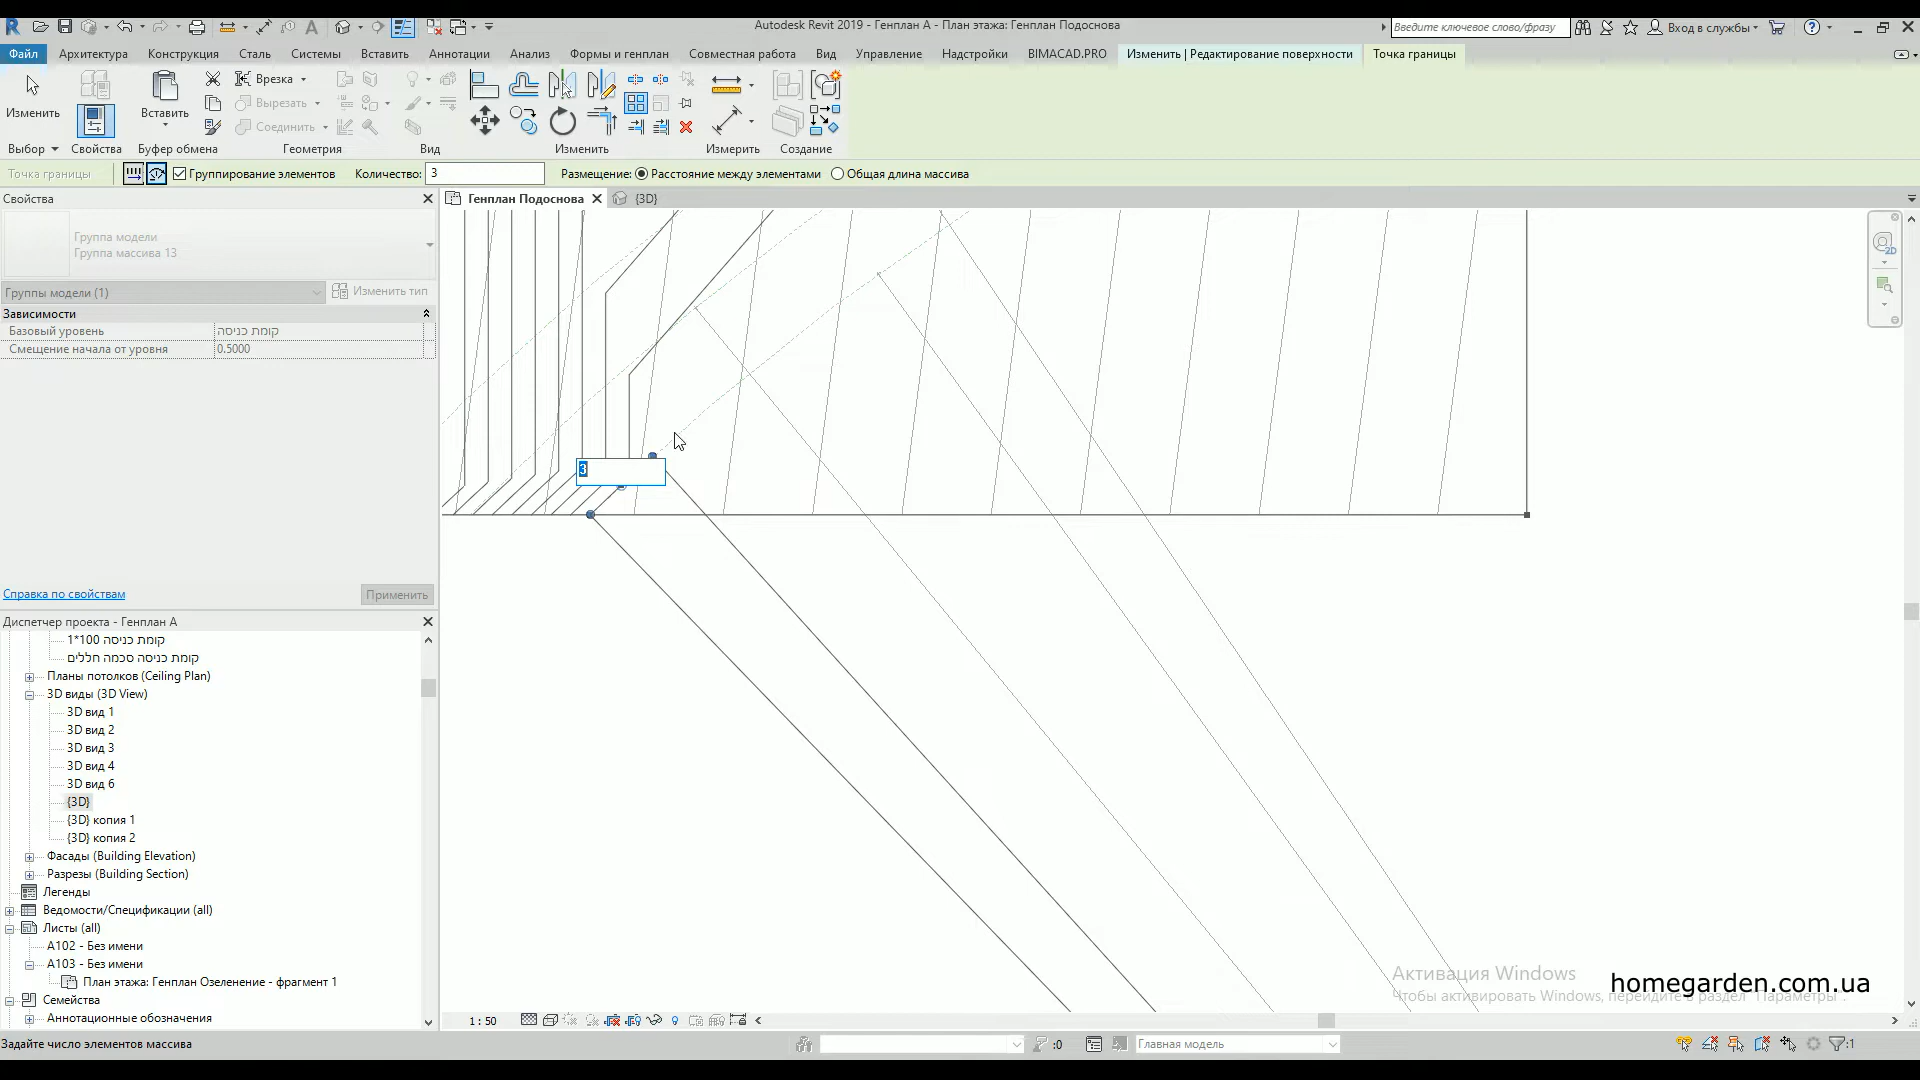 Autodesk Revit 2019 - Генплан А - План этажа: Генплан Подоснова
Введите ключевое слово/фразу
Вход в службы
Файл Архитектура Конструкция Сталь Системы Вставить Аннотации Анализ Формы и генплан Совместная работа Вид Управление Надстройки BIMACAD.PRO Изменить | Редактирование поверхности Точка границы
Изменить
Вставить
Врезка
Вырезать
Соединить
Выбор Свойства Буфер обмена Геометрия Вид Изменить Измерить Создание
Точка границы Группирование элементов Количество: 3 Размещение: Расстояние между элементами Общая длина массива
Свойства
Генплан Подоснова {3D}
Группа модели
Группа массива 13
Группы модели (1) Изменить тип
Зависимости
Базовый уровень קומת כניסה
Смещение начала от уровня 0.5000
3
Справка по свойствам Применить
Диспетчер проекта - Генплан А
קומת כניסה 100*1
קומת כניסה סכמה חללים
Планы потолков (Ceiling Plan)
3D виды (3D View)
3D вид 1
3D вид 2
3D вид 3
3D вид 4
3D вид 6
{3D}
{3D} копия 1
{3D} копия 2
Фасады (Building Elevation)
Разрезы (Building Section)
Легенды
Ведомости/Спецификации (all)
Листы (all)
A102 - Без имени
A103 - Без имени
План этажа: Генплан Озеленение - фрагмент 1
Семейства
Аннотационные обозначения
Активация Windows
Чтобы активировать Windows, перейдите в раздел "Параметры".
homegarden.com.ua
1 : 50
Задайте число элементов массива
:0
Главная модель
:1